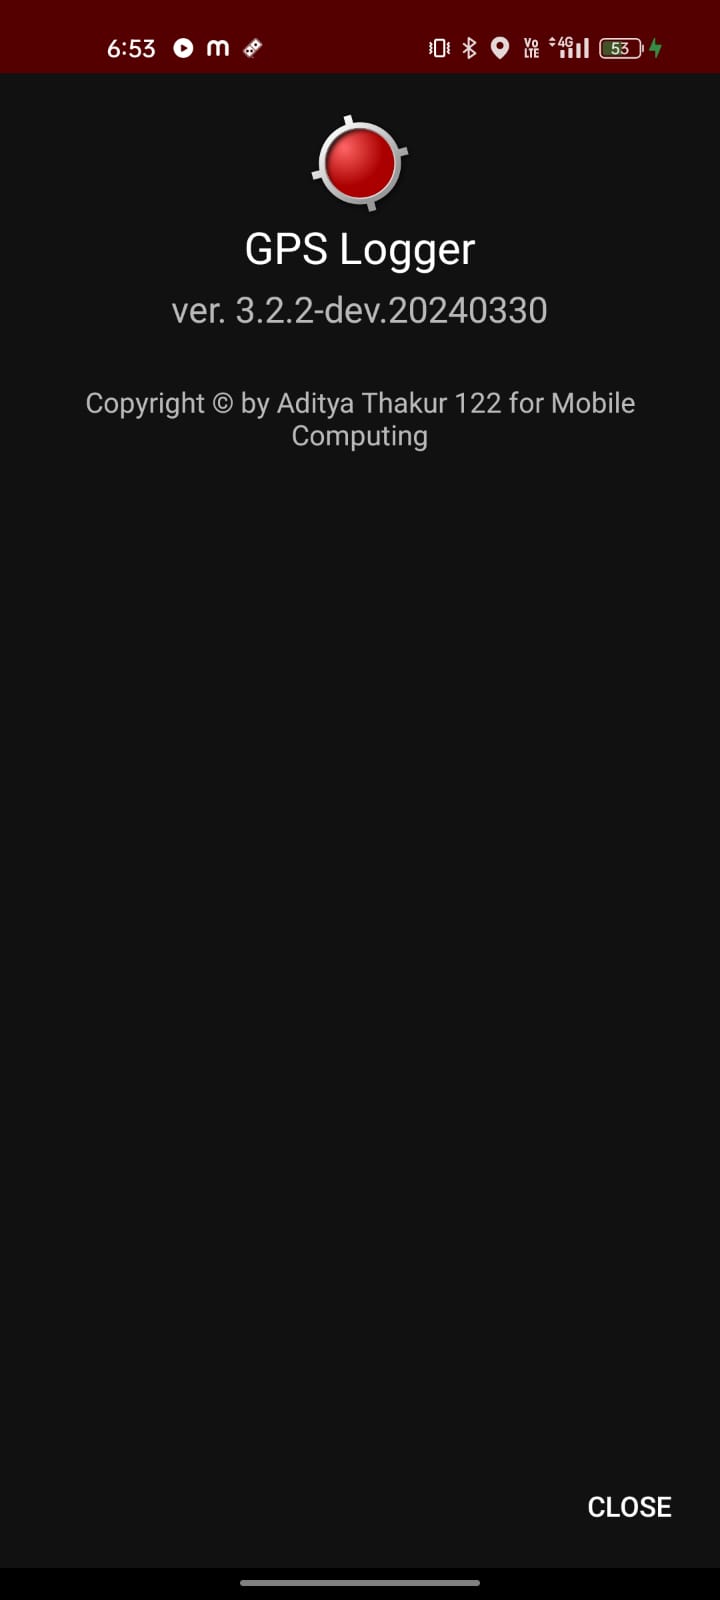 6:53 m Vo LTE 4G 53
GPS Logger
ver. 3.2.2-dev.20240330
Copyright © by Aditya Thakur 122 for Mobile
Computing
CLOSE